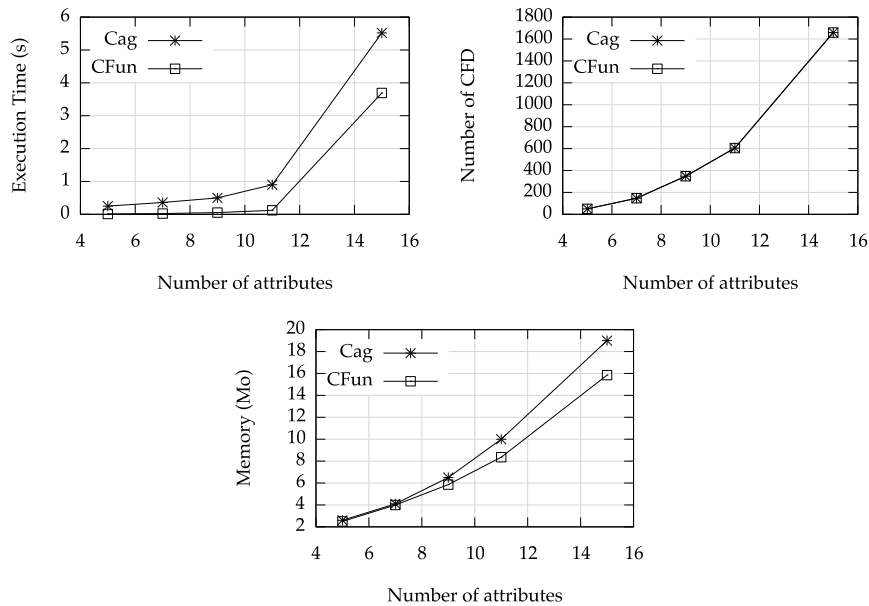 6
5
4
3
2
1
0
Execution Time (s)
Cag
CFun
4 6 8 10 12 14 16
Number of attributes
1800
1600
1400
1200
1000
800
600
400
200
0
Number of CFD
Cag
CFun
4 6 8 10 12 14 16
Number of attributes
20
18
16
14
12
10
8
6
4
2
Memory (Mo)
Cag
CFun
4 6 8 10 12 14 16
Number of attributes